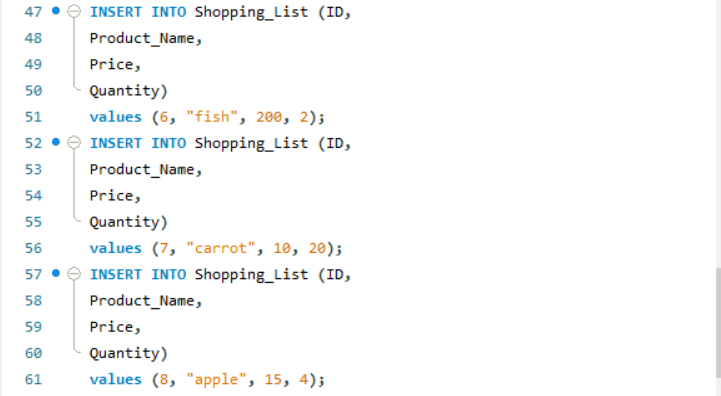 47 INSERT INTO Shopping_List (ID,
48 Product_Name,
49 Price,
50 Quantity)
51 values (6, "fish", 200, 2);
52 INSERT INTO Shopping_List (ID,
53 Product_Name,
54 Price,
55 Quantity)
56 values (7, "carrot", 10, 20);
57 INSERT INTO Shopping_List (ID,
58 Product_Name,
59 Price,
60 Quantity)
61 values (8, "apple", 15, 4);